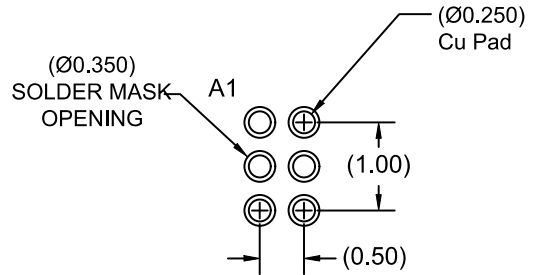 (Ø0.250)
Cu Pad
(Ø0.350)
SOLDER MASK
OPENING
A1
(1.00)
(0.50)